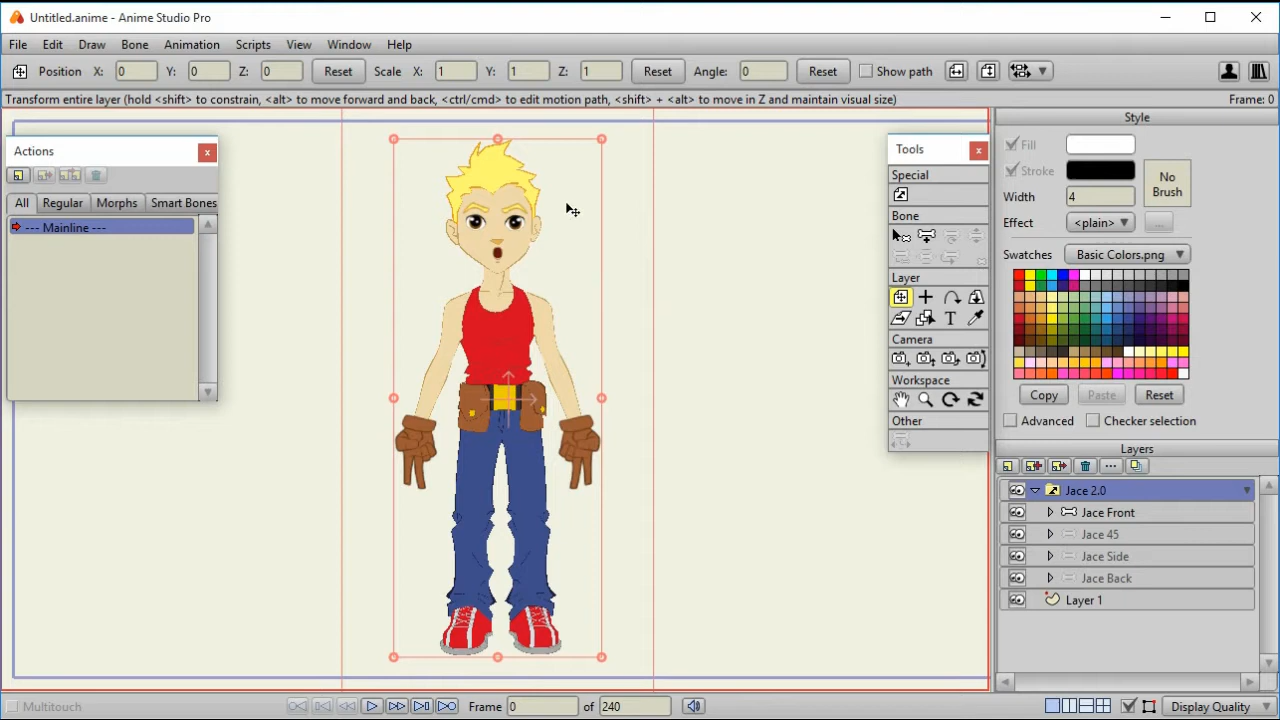 Untitled.anime - Anime Studio Pro
File Edit Draw Bone Animation Scripts View Window Help
Position X: 0 Y: 0 Z: 0 Reset Scale X: 1 Y: 1 Z: 1 Reset Angle: 0 Reset Show path
Transform entire layer (hold <shift> to constrain, <alt> to move forward and back, <ctrl/cmd> to edit motion path, <shift> + <alt> to move in Z and maintain visual size) Frame: 0
Actions
All Regular Morphs Smart Bones
--- Mainline ---
Tools
Special
Bone
Layer
T
Camera
Workspace
Other
Style
Fill
Stroke
Width 4
No
Brush
Effect <plain> ...
Swatches Basic Colors.png
Copy Paste Reset
Advanced Checker selection
Layers
Jace 2.0
Jace Front
Jace 45
Jace Side
Jace Back
Layer 1
Multitouch Frame 0 of 240 Display Quality